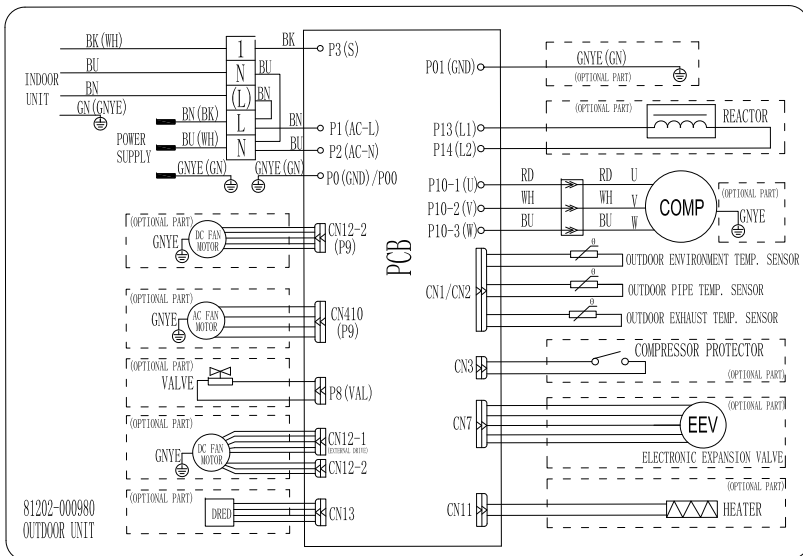 BK(WH)
1
BK
P3(S)
BU
N
BU
INDOOR
UNIT
BN
(L)
BN
GN(GNYE)
BN(BK)
L
BN
P1(AC-L)
POWER
SUPPLY
BU(WH)
N
BU
P2(AC-N)
GNYE(GN)
GNYE(GN)
P0(GND)/P00
(OPTIONAL PART)
GNYE
DC FAN
MOTOR
CN12-2
(P9)
(OPTIONAL PART)
GNYE
AC FAN
MOTOR
CN410
(P9)
(OPTIONAL PART)
VALVE
P8(VAL)
(OPTIONAL PART)
GNYE
DC FAN
MOTOR
CN12-1
(EXTERNAL DRIVE)
CN12-2
(OPTIONAL PART)
DRED
CN13
81202-000980
OUTDOOR UNIT
PCB
P01(GND)
GNYE(GN)
(OPTIONAL PART)
(OPTIONAL PART)
REACTOR
P13(L1)
P14(L2)
P10-1(U)
RD
RD
U
P10-2(V)
WH
WH
V
P10-3(W)
BU
BU
W
COMP
(OPTIONAL PART)
GNYE
CN1/CN2
θ
OUTDOOR ENVIRONMENT TEMP. SENSOR
θ
OUTDOOR PIPE TEMP. SENSOR
θ
OUTDOOR EXHAUST TEMP. SENSOR
CN3
COMPRESSOR PROTECTOR
(OPTIONAL PART)
CN7
(OPTIONAL PART)
EEV
ELECTRONIC EXPANSION VALVE
(OPTIONAL PART)
CN11
HEATER